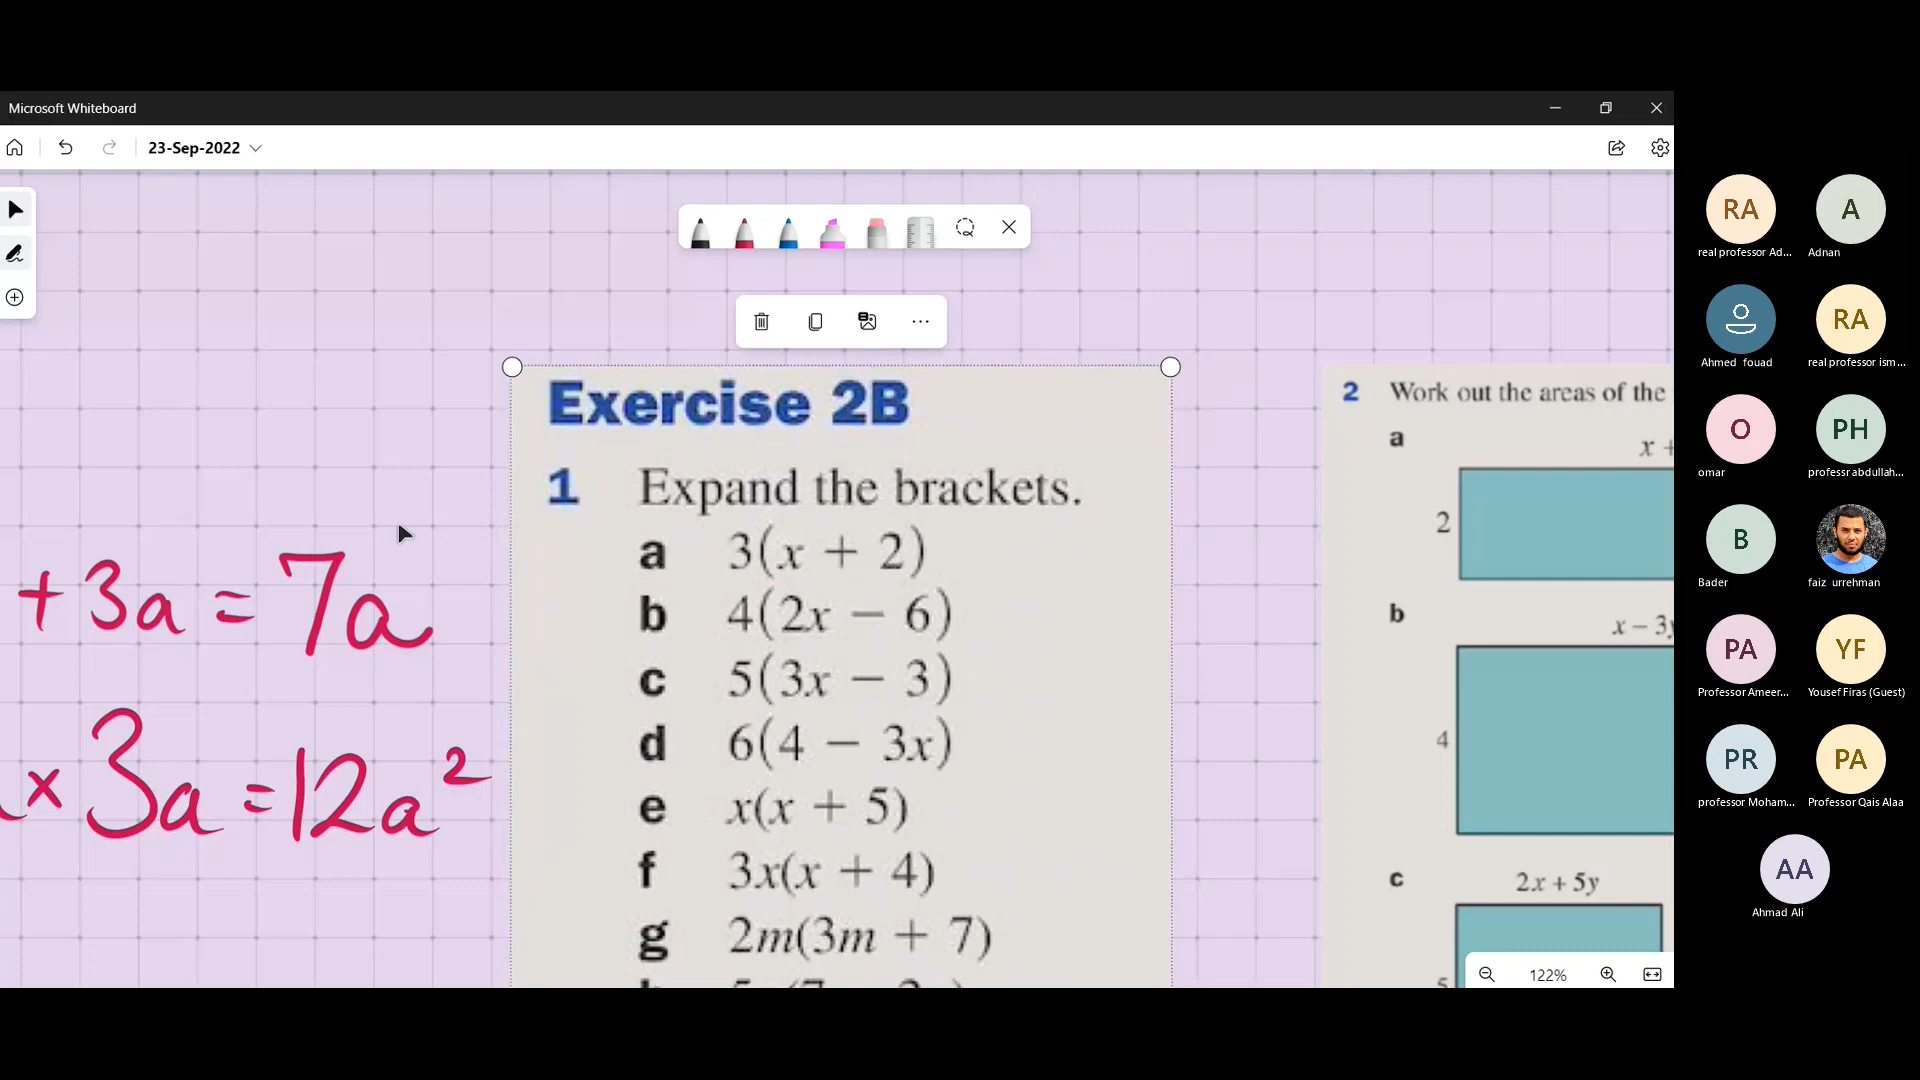 Microsoft Whiteboard
23-Sep-2022
+ 3a = 7a
× 3a = 12a²
Exercise 2B
1 Expand the brackets.
a 3(x + 2)
b 4(2x − 6)
c 5(3x − 3)
d 6(4 − 3x)
e x(x + 5)
f 3x(x + 4)
g 2m(3m + 7)
2 Work out the areas of the
a
x +
2
b
x − 3y
4
c
2x + 5y
5
122%
RA
real professor Ad...
A
Adnan
Ahmed fouad
RA
real professor ism...
O
omar
PH
professr abdullah...
B
Bader
faiz urrehman
PA
Professor Ameer...
YF
Yousef Firas (Guest)
PR
professor Moham...
PA
Professor Qais Alaa
AA
Ahmad Ali